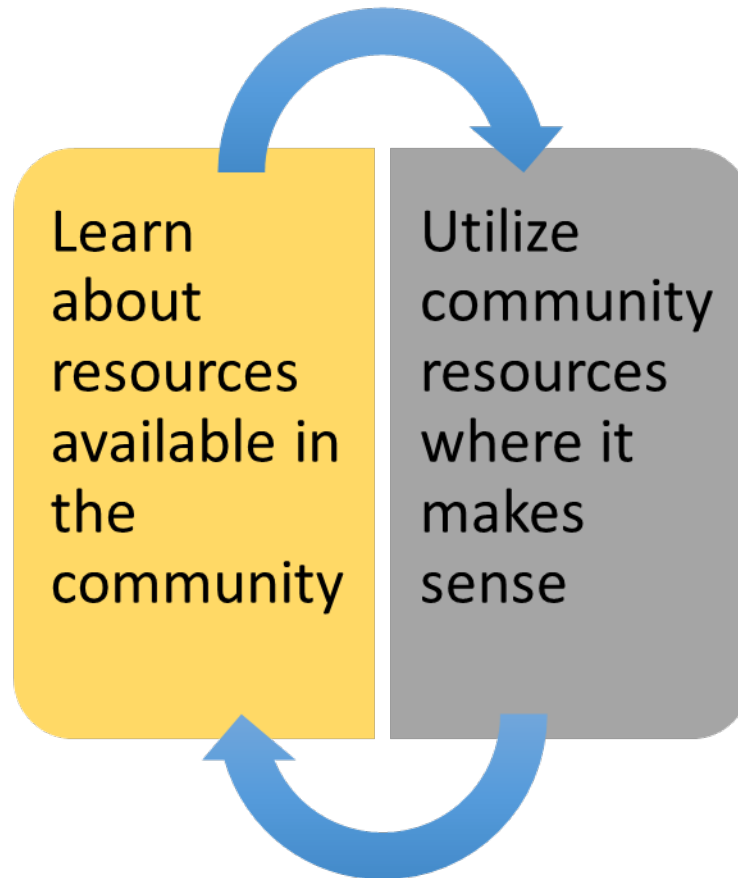 Learn
about
resources
available in
the
community
Utilize
community
resources
where it
makes
sense